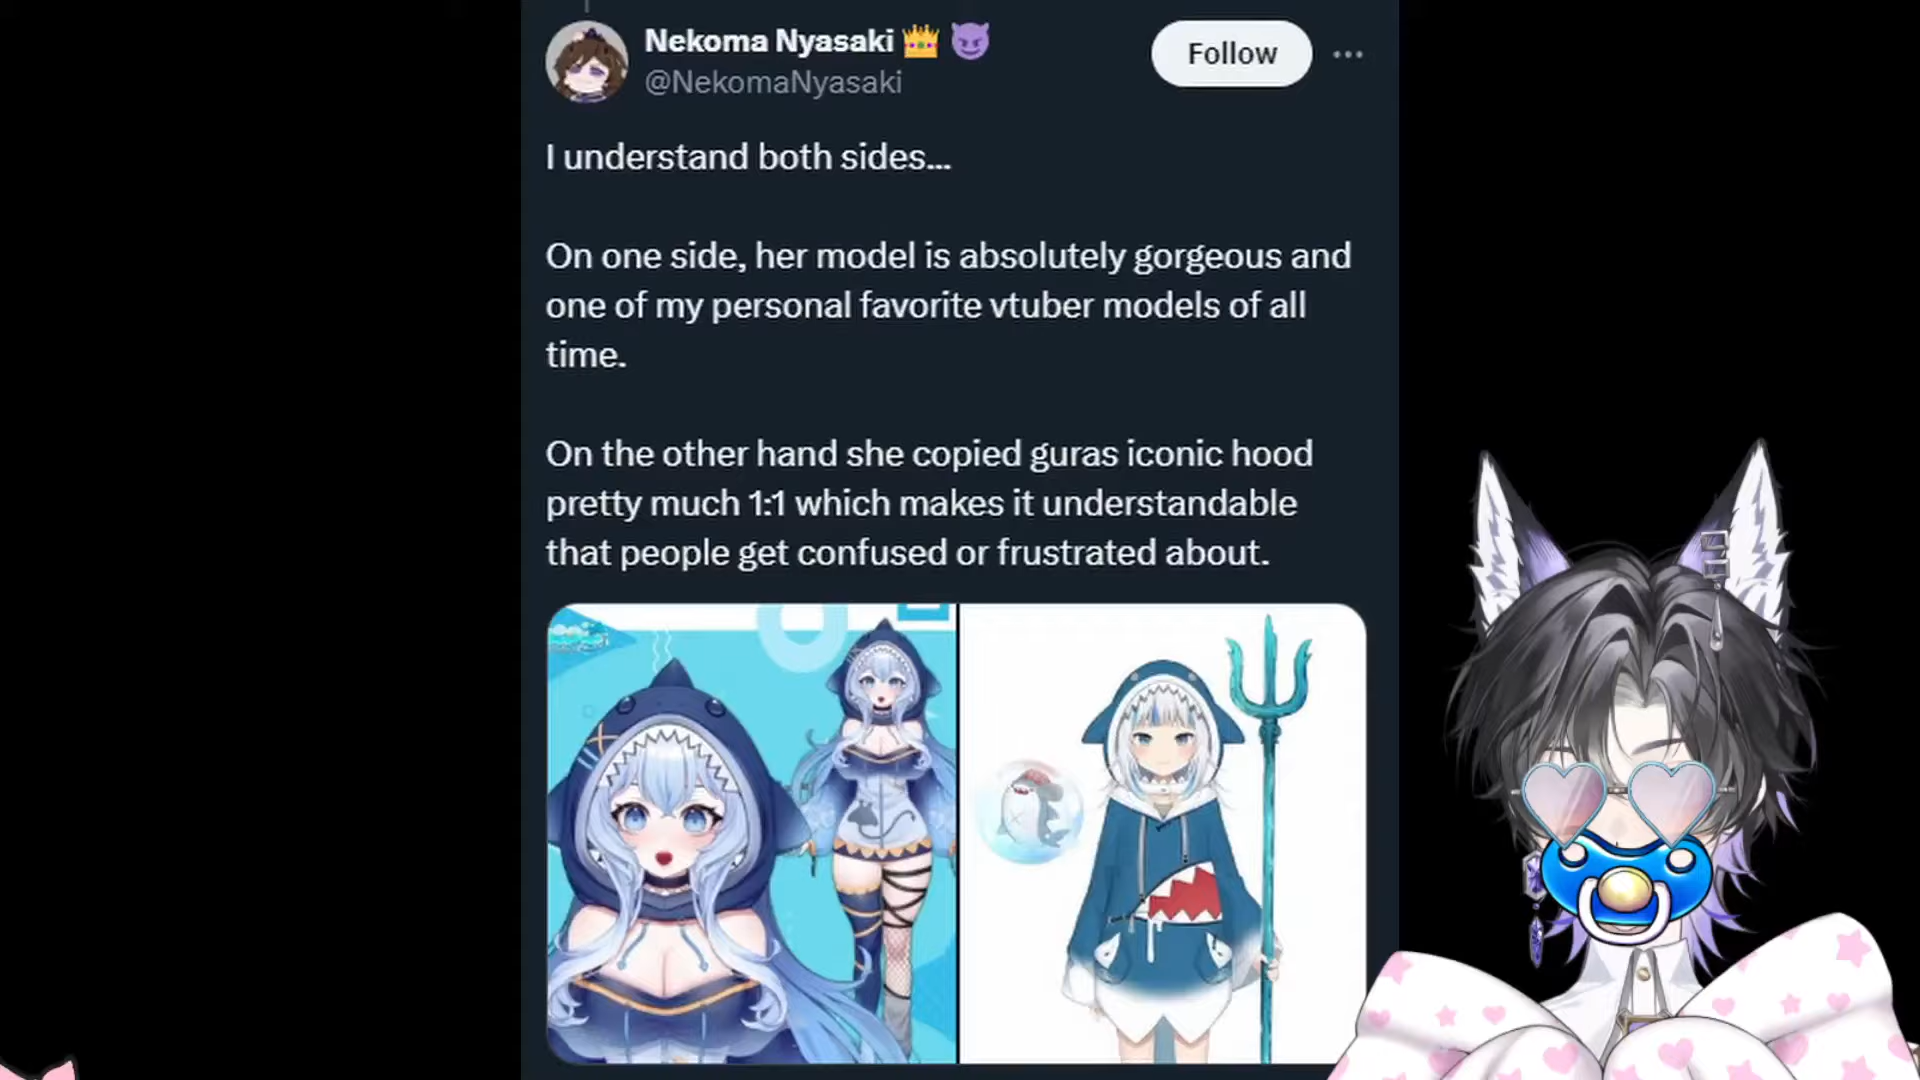 Nekoma Nyasaki 👑 😈
@NekomaNyasaki
Follow
I understand both sides...
On one side, her model is absolutely gorgeous and
one of my personal favorite vtuber models of all
time.
On the other hand she copied guras iconic hood
pretty much 1:1 which makes it understandable
that people get confused or frustrated about.